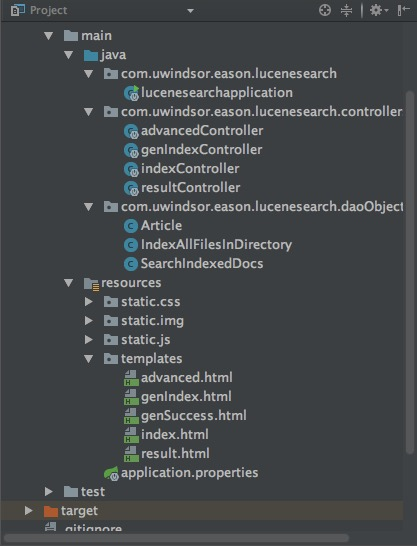 Project
main
java
com.uwindsor.eason.lucenesearch
lucenesearchapplication
com.uwindsor.eason.lucenesearch.controller
advancedController
genIndexController
indexController
resultController
com.uwindsor.eason.lucenesearch.daoObject
Article
IndexAllFilesInDirectory
SearchIndexedDocs
resources
static.css
static.img
static.js
templates
advanced.html
genIndex.html
genSuccess.html
index.html
result.html
application.properties
test
target
.gitignore